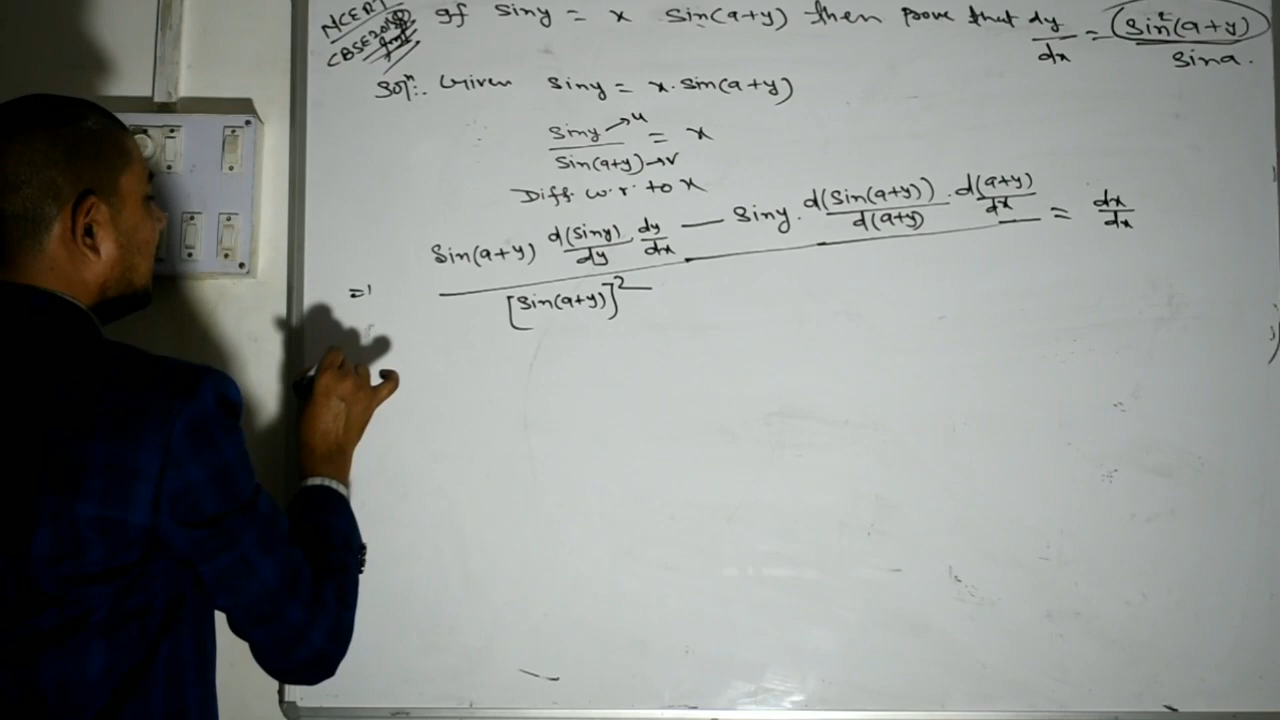 NCERT
CBSE
gf siny = x sin(a+y) then prove that dy/dx = sin²(a+y)/sina.
Solⁿ:. Given siny = x.sin(a+y)
siny→u / sin(a+y)→v = x
Diff w.r. to x
sin(a+y) d(siny)/dy . dy/dx — siny . d(sin(a+y))/d(a+y) . d(a+y)/dx = dx/dx
[sin(a+y)]²
=)